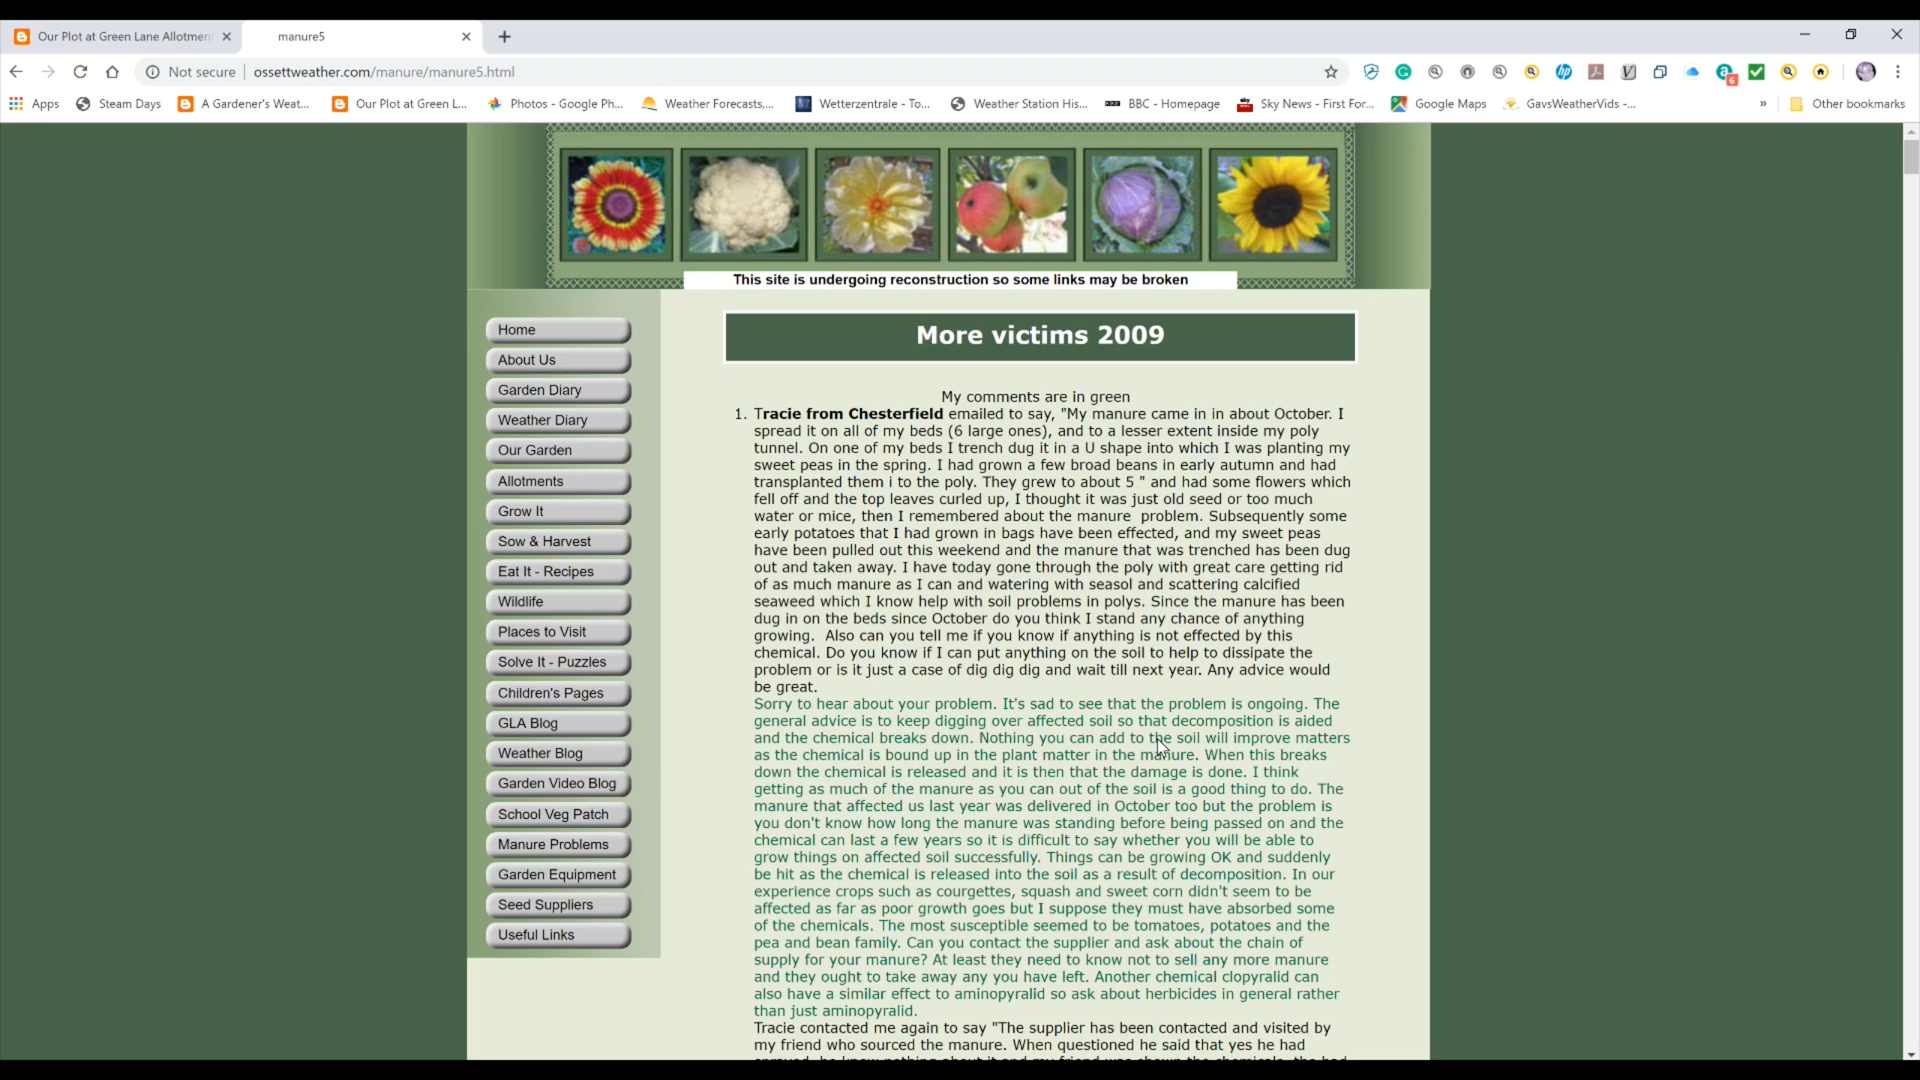 Our Plot at Green Lane Allotment
manure5
Not secure
ossettweather.com/manure/manure5.html
6
Apps
Steam Days
A Gardener's Weat...
Our Plot at Green L...
Photos - Google Ph...
Weather Forecasts,...
Wetterzentrale - To...
Weather Station His...
BBC - Homepage
Sky News - First For...
Google Maps
GavsWeatherVids -...
»
Other bookmarks
This site is undergoing reconstruction so some links may be broken
Home
About Us
Garden Diary
Weather Diary
Our Garden
Allotments
Grow It
Sow & Harvest
Eat It - Recipes
Wildlife
Places to Visit
Solve It - Puzzles
Children's Pages
GLA Blog
Weather Blog
Garden Video Blog
School Veg Patch
Manure Problems
Garden Equipment
Seed Suppliers
Useful Links
More victims 2009
My comments are in green
1. Tracie from Chesterfield emailed to say, "My manure came in in about October. I
spread it on all of my beds (6 large ones), and to a lesser extent inside my poly
tunnel. On one of my beds I trench dug it in a U shape into which I was planting my
sweet peas in the spring. I had grown a few broad beans in early autumn and had
transplanted them i to the poly. They grew to about 5 " and had some flowers which
fell off and the top leaves curled up, I thought it was just old seed or too much
water or mice, then I remembered about the manure problem. Subsequently some
early potatoes that I had grown in bags have been effected, and my sweet peas
have been pulled out this weekend and the manure that was trenched has been dug
out and taken away. I have today gone through the poly with great care getting rid
of as much manure as I can and watering with seasol and scattering calcified
seaweed which I know help with soil problems in polys. Since the manure has been
dug in on the beds since October do you think I stand any chance of anything
growing. Also can you tell me if you know if anything is not effected by this
chemical. Do you know if I can put anything on the soil to help to dissipate the
problem or is it just a case of dig dig dig and wait till next year. Any advice would
be great.
Sorry to hear about your problem. It's sad to see that the problem is ongoing. The
general advice is to keep digging over affected soil so that decomposition is aided
and the chemical breaks down. Nothing you can add to the soil will improve matters
as the chemical is bound up in the plant matter in the manure. When this breaks
down the chemical is released and it is then that the damage is done. I think
getting as much of the manure as you can out of the soil is a good thing to do. The
manure that affected us last year was delivered in October too but the problem is
you don't know how long the manure was standing before being passed on and the
chemical can last a few years so it is difficult to say whether you will be able to
grow things on affected soil successfully. Things can be growing OK and suddenly
be hit as the chemical is released into the soil as a result of decomposition. In our
experience crops such as courgettes, squash and sweet corn didn't seem to be
affected as far as poor growth goes but I suppose they must have absorbed some
of the chemicals. The most susceptible seemed to be tomatoes, potatoes and the
pea and bean family. Can you contact the supplier and ask about the chain of
supply for your manure? At least they need to know not to sell any more manure
and they ought to take away any you have left. Another chemical clopyralid can
also have a similar effect to aminopyralid so ask about herbicides in general rather
than just aminopyralid.
Tracie contacted me again to say "The supplier has been contacted and visited by
my friend who sourced the manure. When questioned he said that yes he had